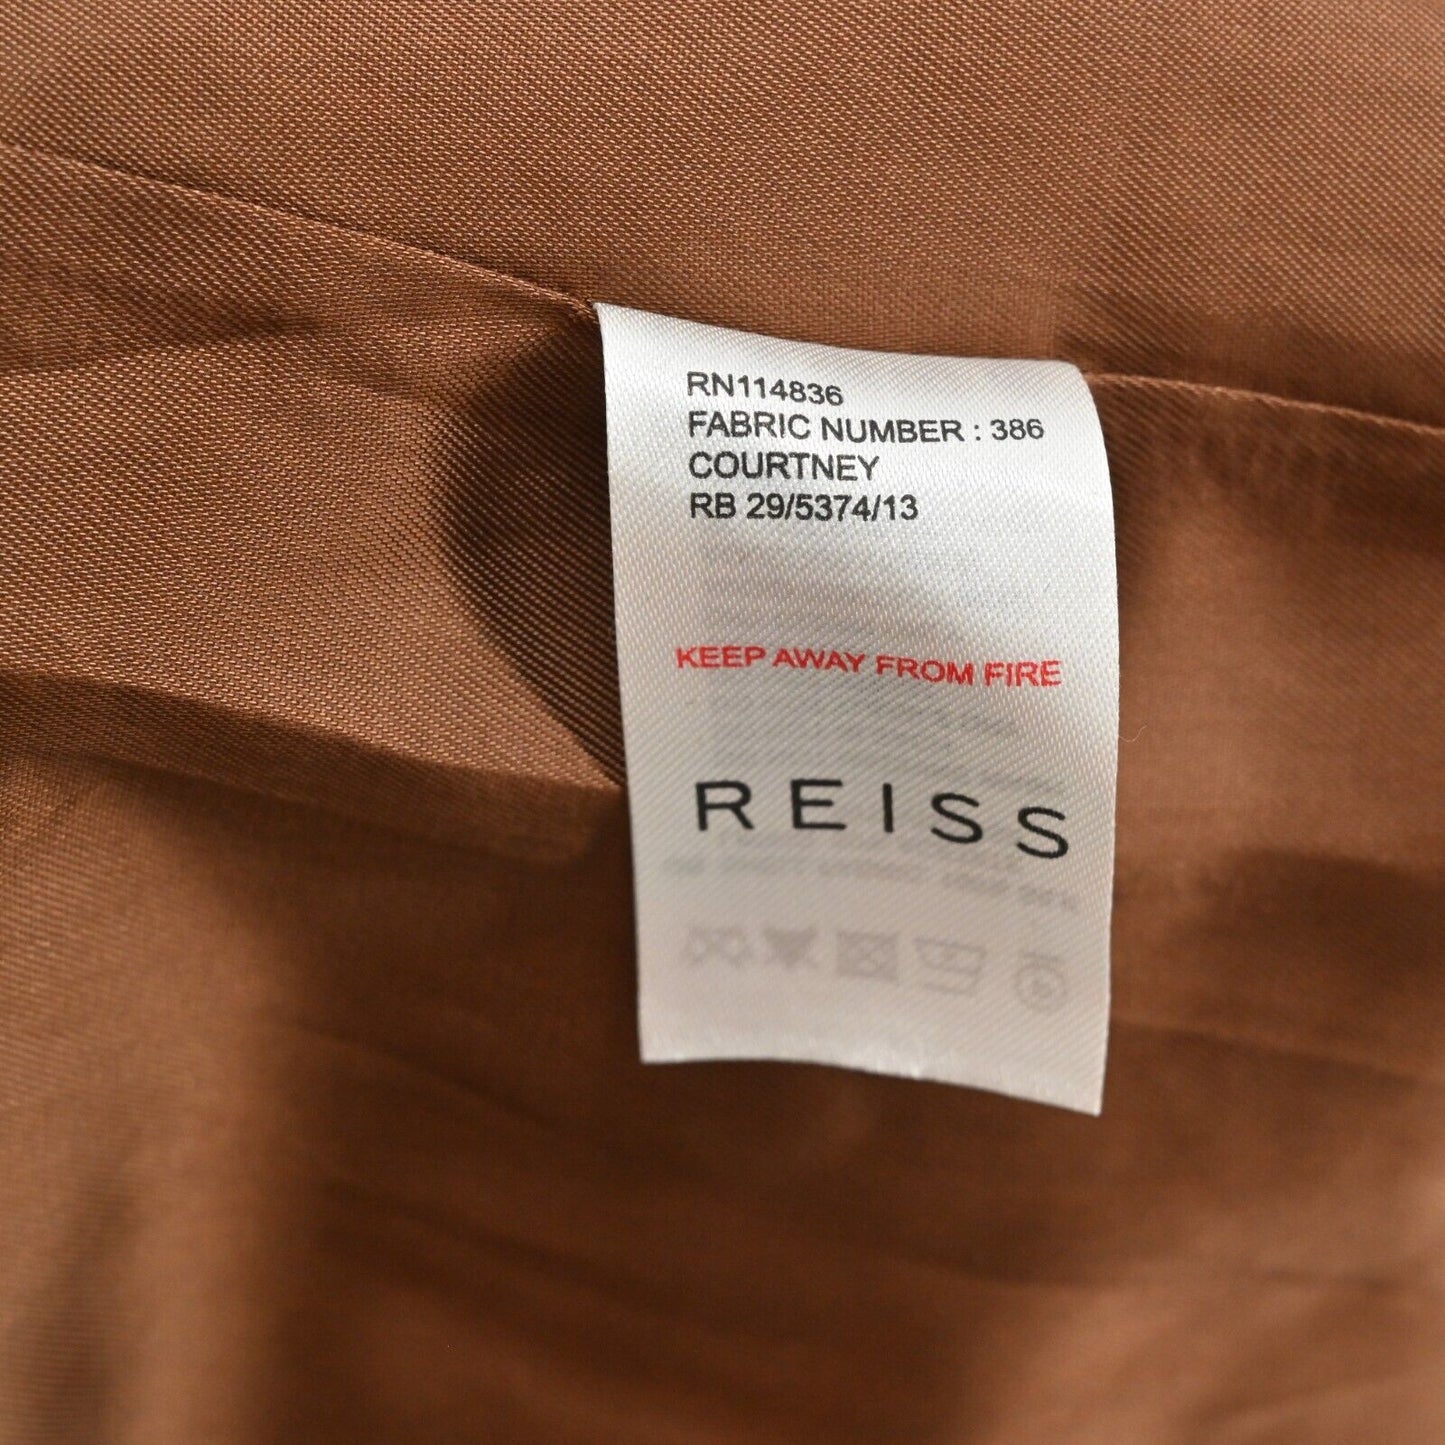 RN114836
FABRIC NUMBER : 386
COURTNEY
RB 29/5374/13
KEEP AWAY FROM FIRE
REISS